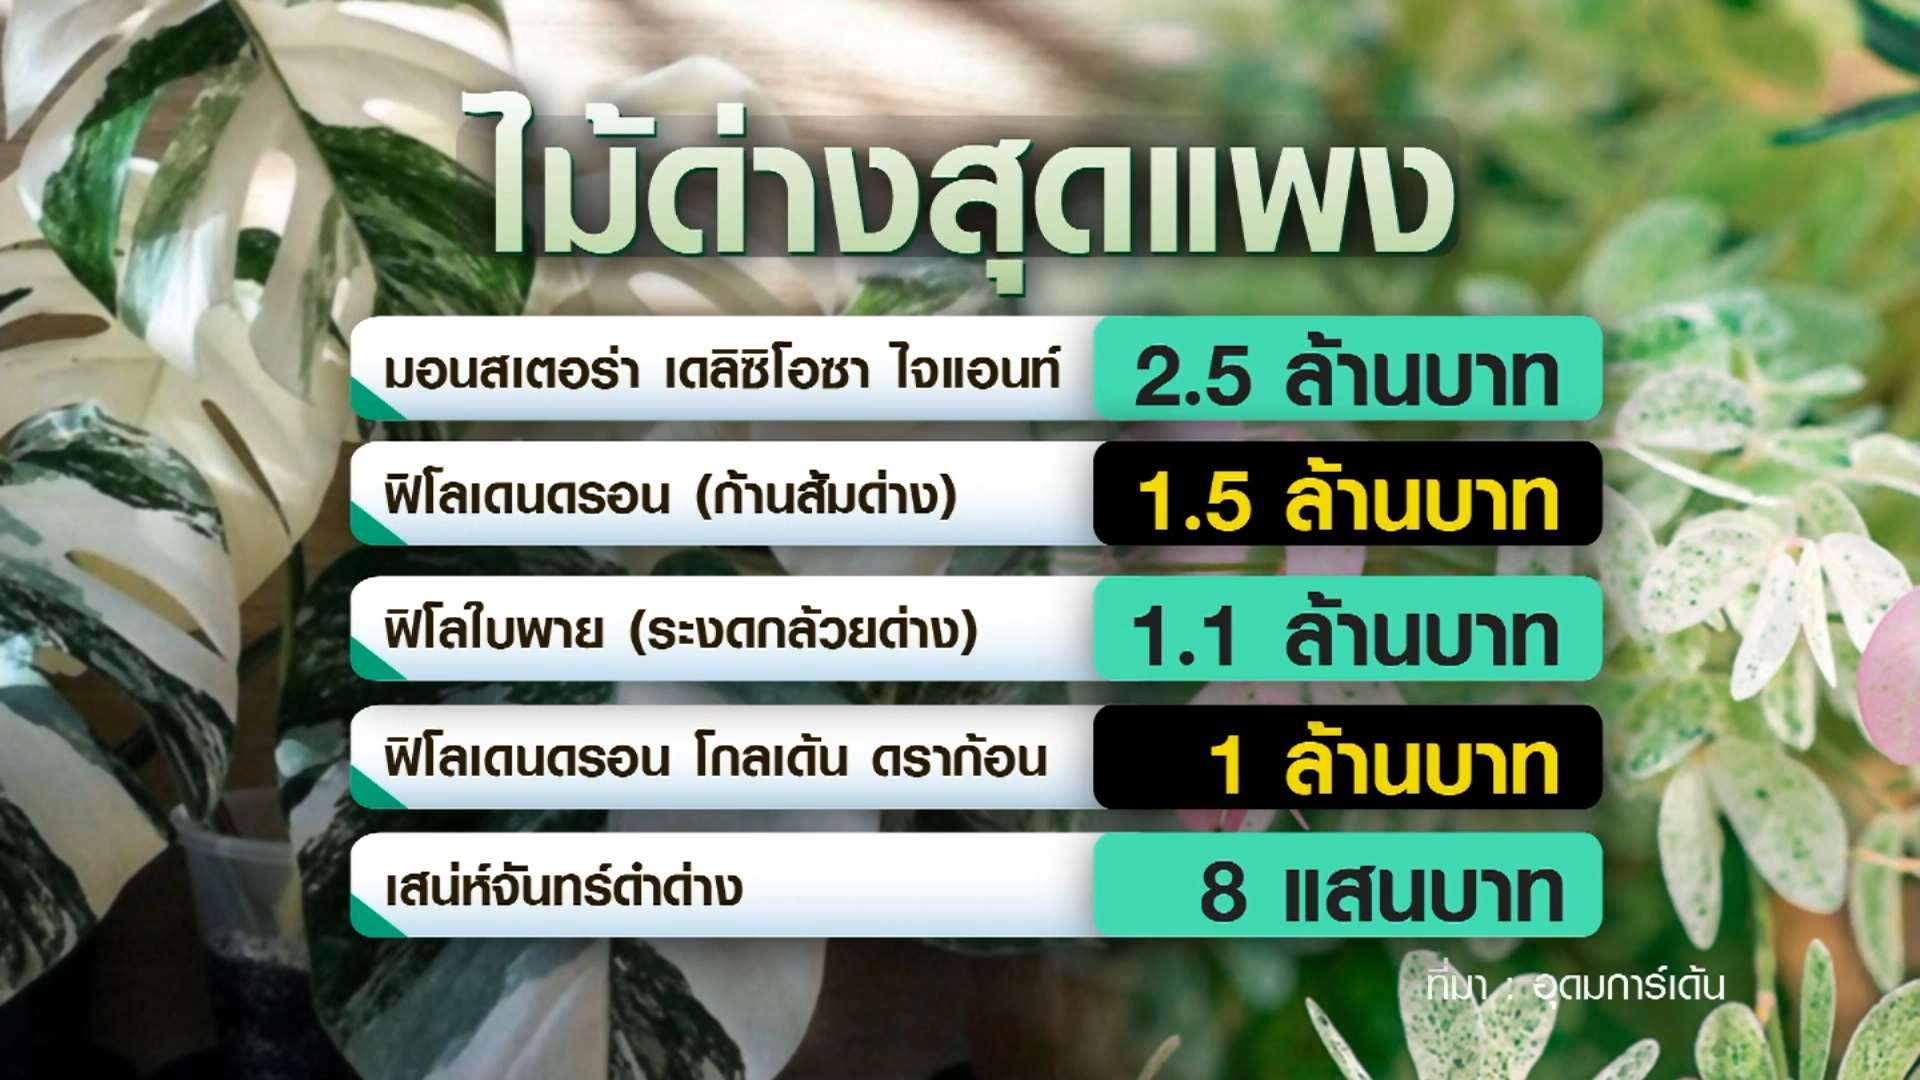 ไม้ด่างสุดแพง
มอนสเตอร่า เดลิซิโอซา ไจแอนท์ 2.5 ล้านบาท
ฟิโลเดนดรอน (ก้านส้มด่าง) 1.5 ล้านบาท
ฟิโลใบพาย (ระงดกล้วยด่าง) 1.1 ล้านบาท
ฟิโลเดนดรอน โกลเด้น ดราก้อน 1 ล้านบาท
เสน่ห์จันทร์ดำด่าง 8 แสนบาท
ที่มา : อุดมการ์เด้น